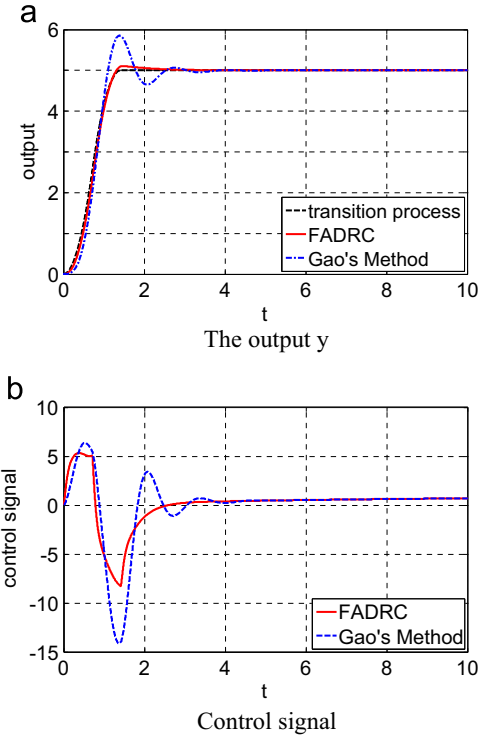 a
6
4
2
0
output
transition process
FADRC
Gao's Method
0 2 4 6 8 10
t
The output y
b
10
5
0
-5
-10
-15
control signal
FADRC
Gao's Method
0 2 4 6 8 10
t
Control signal